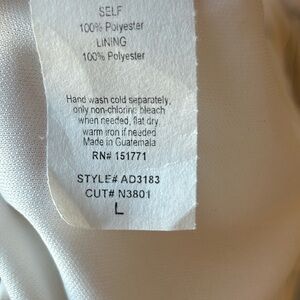 SELF
100% Polyester
LINING
100% Polyester
Hand wash cold separately,
only non-chlorine bleach
when needed, flat dry,
warm iron if needed
Made in Guatemala
RN# 151771
STYLE# AD3183
CUT# N3801
L